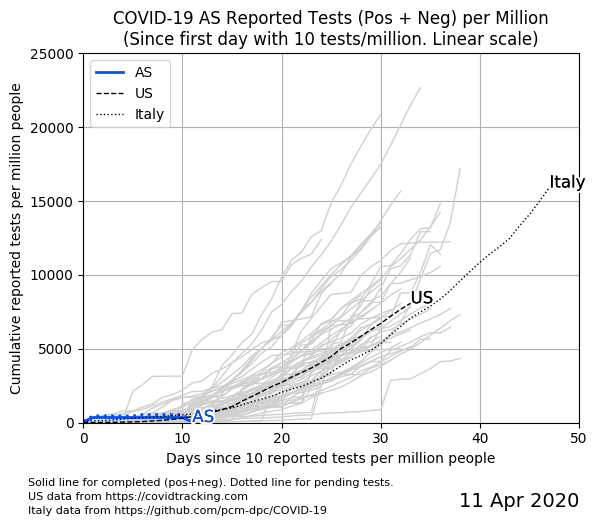 COVID-19 AS Reported Tests (Pos + Neg) per Million
(Since first day with 10 tests/million. Linear scale)
Cumulative reported tests per million people
25000
20000
15000
10000
5000
0
AS
US
Italy
Italy
US
AS
0 10 20 30 40 50
Days since 10 reported tests per million people
Solid line for completed (pos+neg). Dotted line for pending tests.
US data from https://covidtracking.com
Italy data from https://github.com/pcm-dpc/COVID-19
11 Apr 2020